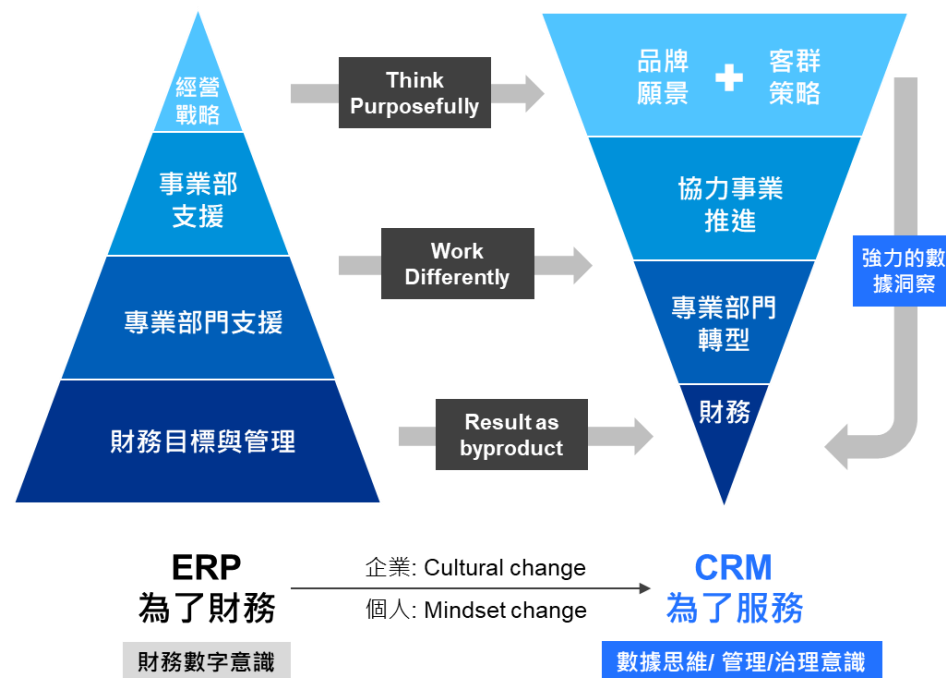 經營
戰略
事業部
支援
專業部門支援
財務目標與管理
Think
Purposefully
Work
Differently
Result as
byproduct
品牌
願景
+
客群
策略
協力事業
推進
專業部門
轉型
財務
強力的數
據洞察
ERP
為了財務
財務數字意識
企業: Cultural change
個人: Mindset change
CRM
為了服務
數據思維/ 管理/治理意識